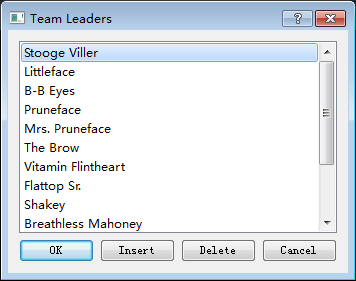 Team Leaders
Stooge Viller
Littleface
B-B Eyes
Pruneface
Mrs. Pruneface
The Brow
Vitamin Flintheart
Flattop Sr.
Shakey
Breathless Mahoney
OK Insert Delete Cancel